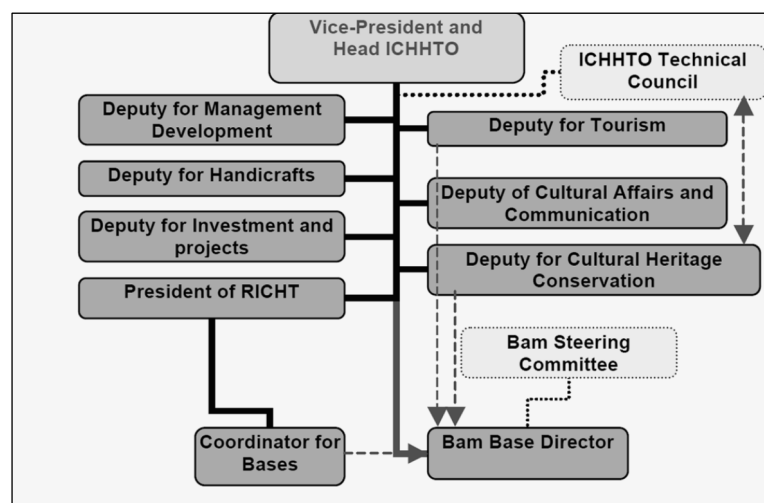 Vice-President and
Head ICHHTO
ICHHTO Technical
Council
Deputy for Management
Development
Deputy for Tourism
Deputy for Handicrafts
Deputy of Cultural Affairs and
Communication
Deputy for Investment and
projects
Deputy for Cultural Heritage
Conservation
President of RICHT
Bam Steering
Committee
Coordinator for
Bases
Bam Base Director